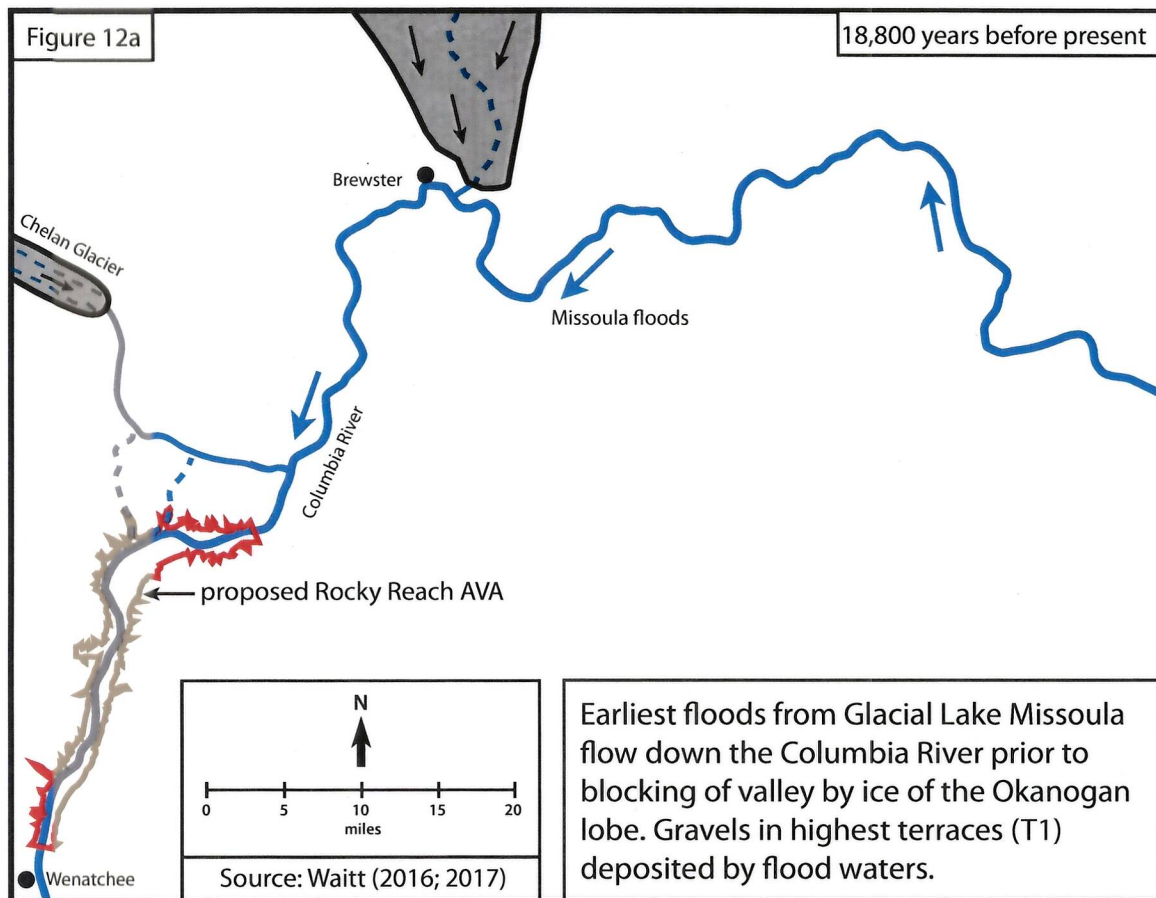 Figure 12a
18,800 years before present
Brewster
Chelan Glacier
Missoula floods
Columbia River
proposed Rocky Reach AVA
N
0 5 10 15 20
miles
Source: Waitt (2016; 2017)
Earliest floods from Glacial Lake Missoula
flow down the Columbia River prior to
blocking of valley by ice of the Okanogan
lobe. Gravels in highest terraces (T1)
deposited by flood waters.
Wenatchee